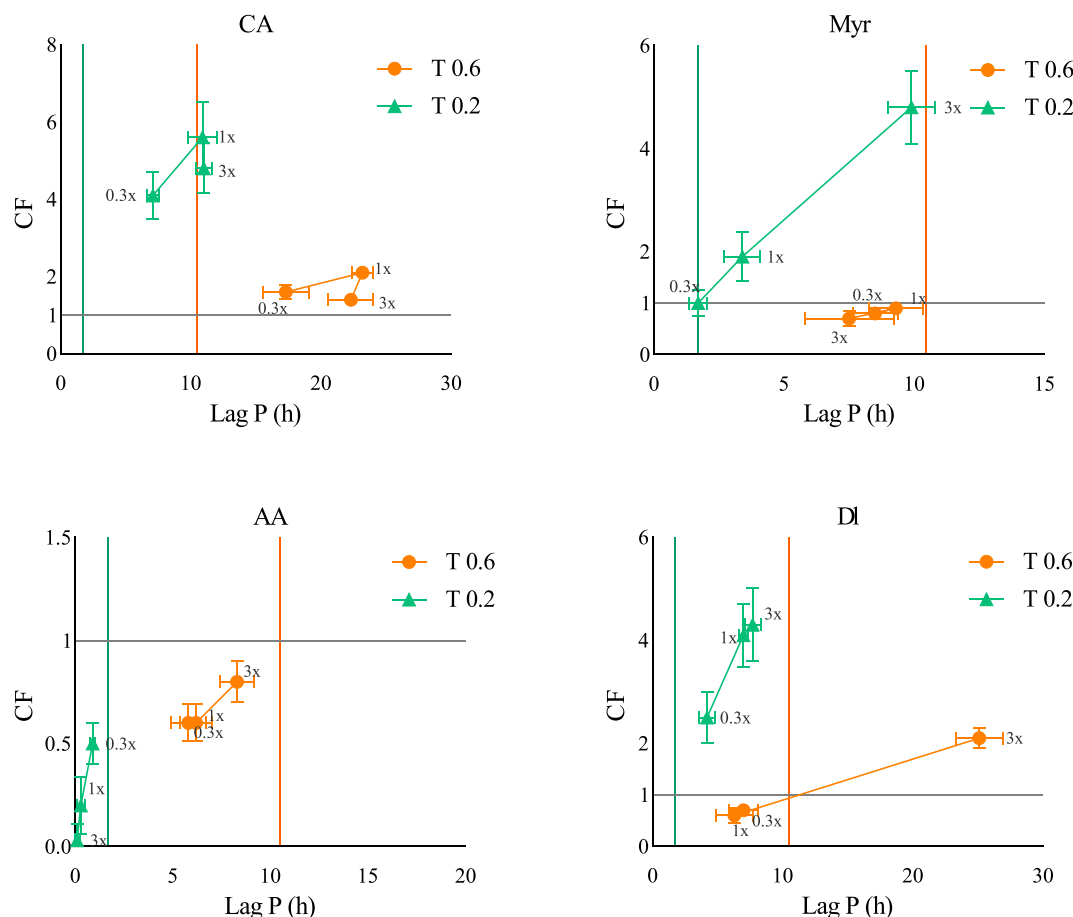 CA
8
6
4
2
1
0
CF
T 0.6
T 0.2
1x
3x
0.3x
1x
3x
0.3x
0
10
20
30
Lag P (h)
Myr
6
4
2
1
0
CF
T 0.6
T 0.2
3x
1x
0.3x
0.3x
1x
3x
0
5
10
15
Lag P (h)
AA
1.5
1
0.5
0.0
CF
T 0.6
T 0.2
3x
1x
0.3x
0.3x
1x
3x
0
5
10
15
20
Lag P (h)
Dl
6
4
2
1
0
CF
T 0.6
T 0.2
3x
1x
0.3x
3x
0.3x
1x
0
10
20
30
Lag P (h)